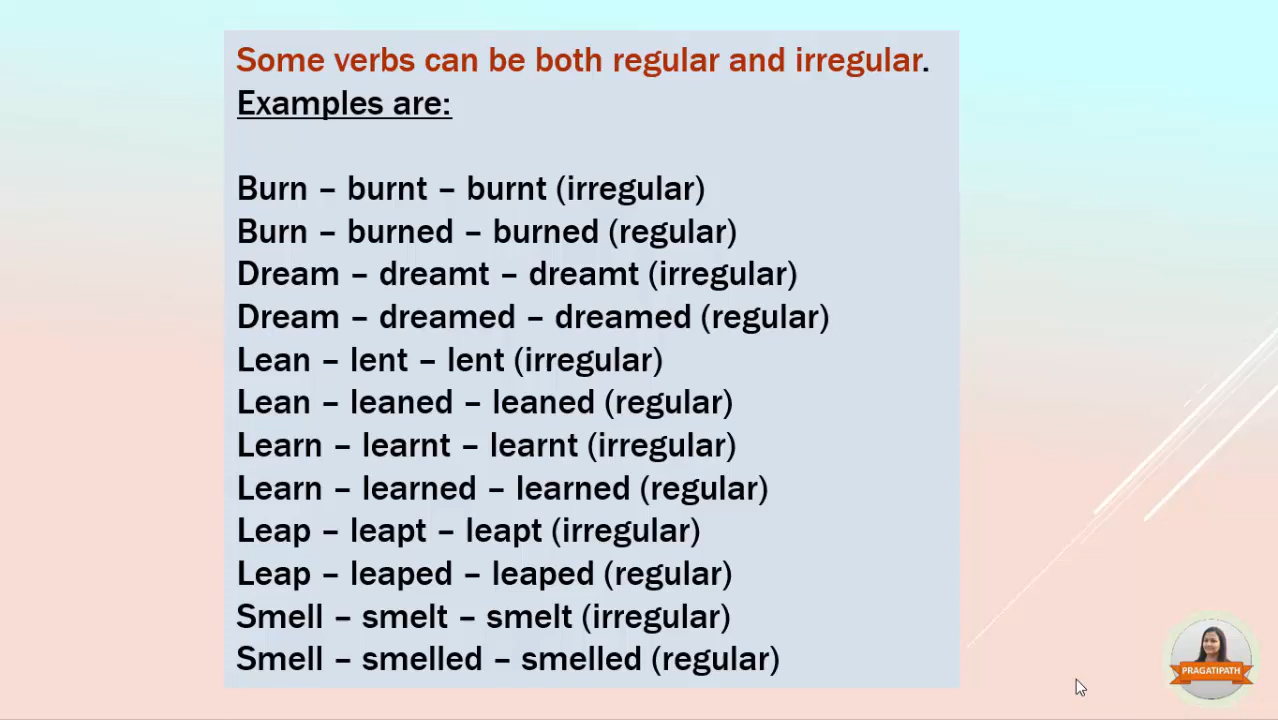 Some verbs can be both regular and irregular.
Examples are:
Burn – burnt – burnt (irregular)
Burn – burned – burned (regular)
Dream – dreamt – dreamt (irregular)
Dream – dreamed – dreamed (regular)
Lean – lent – lent (irregular)
Lean – leaned – leaned (regular)
Learn – learnt – learnt (irregular)
Learn – learned – learned (regular)
Leap – leapt – leapt (irregular)
Leap – leaped – leaped (regular)
Smell – smelt – smelt (irregular)
Smell – smelled – smelled (regular)
PRAGATIPATH